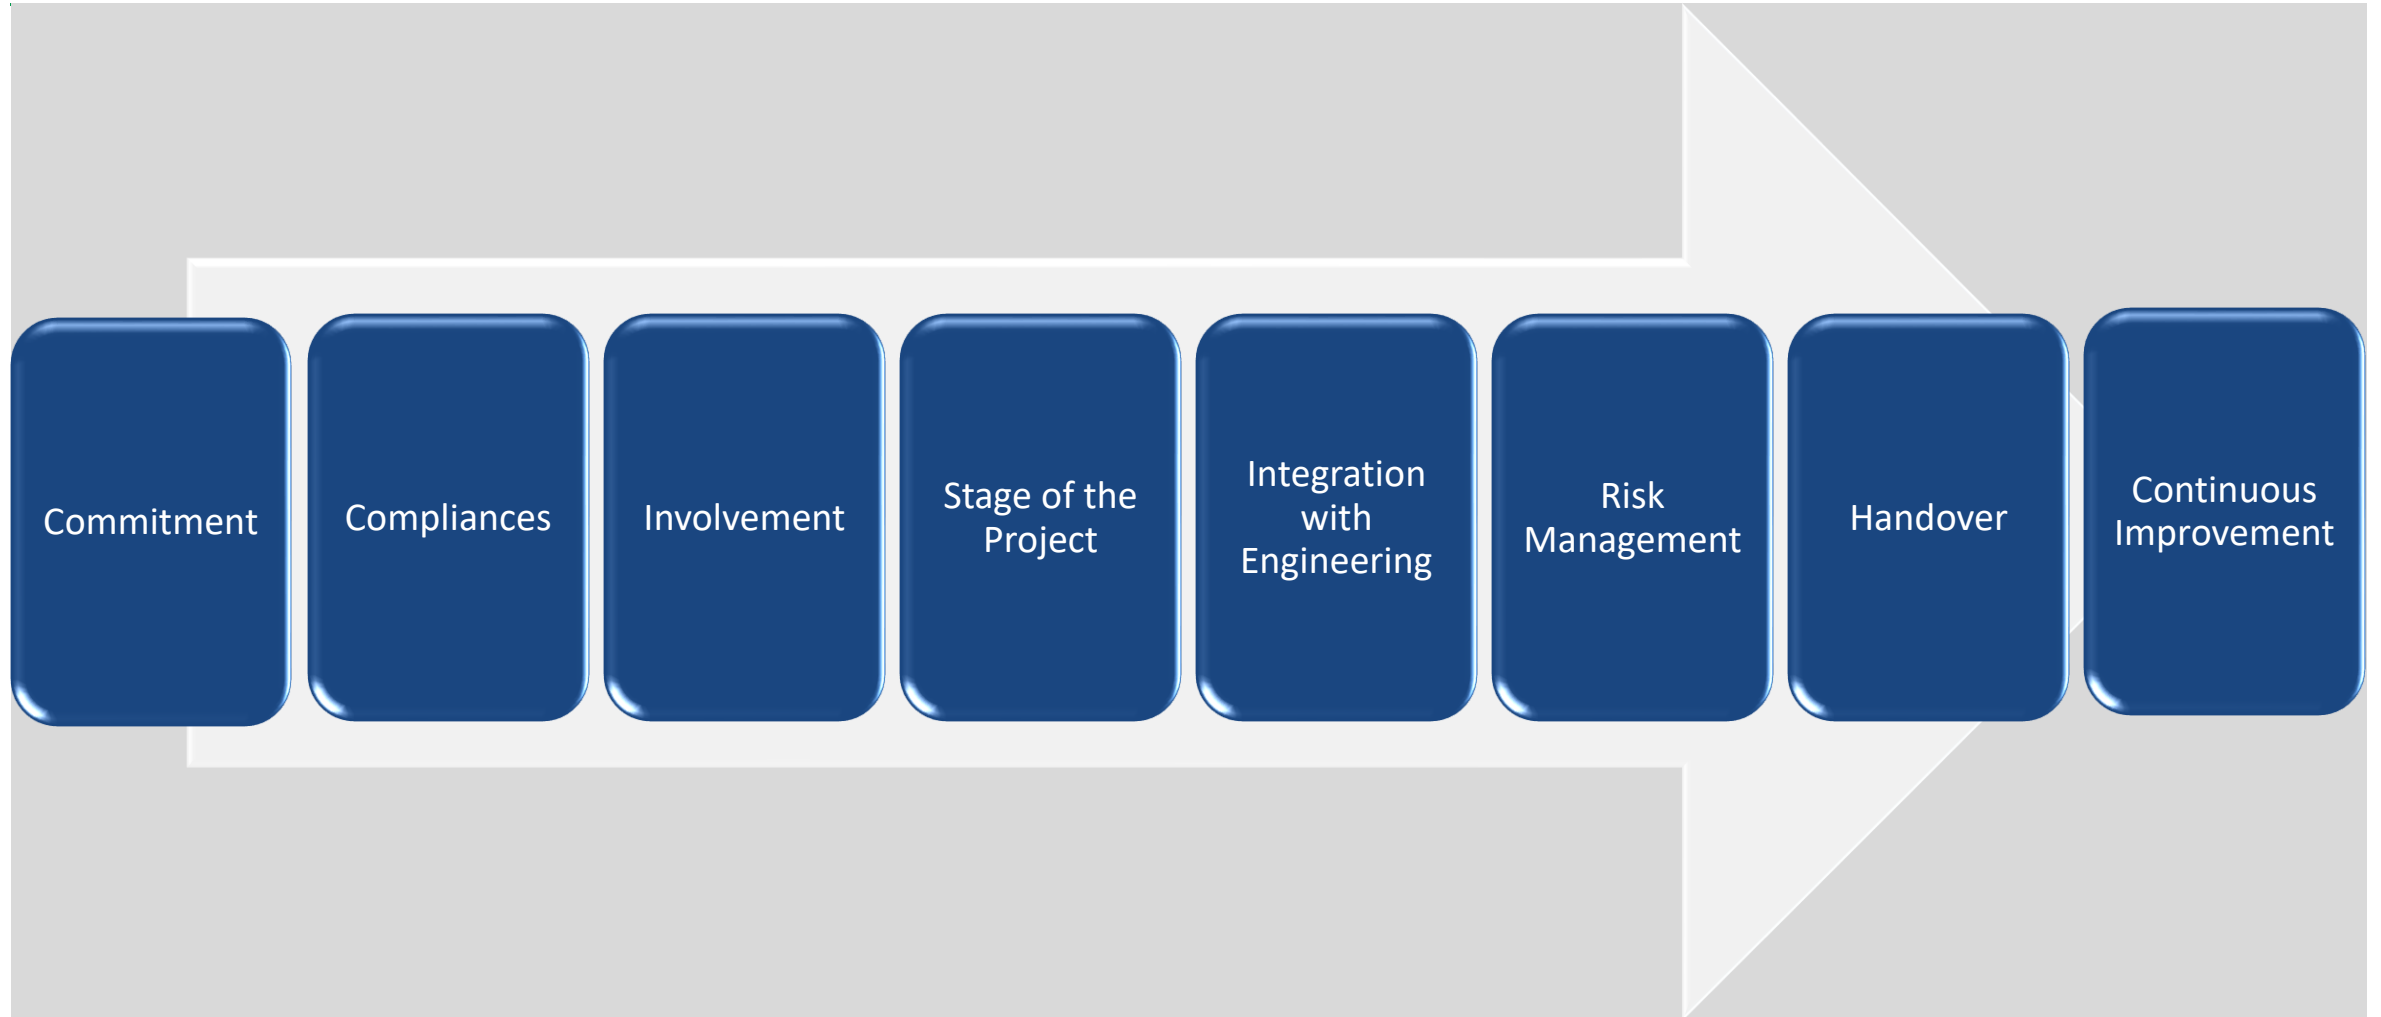 Commitment
Compliances
Involvement
Stage of the
Project
Integration
with
Engineering
Risk
Management
Handover
Continuous
Improvement